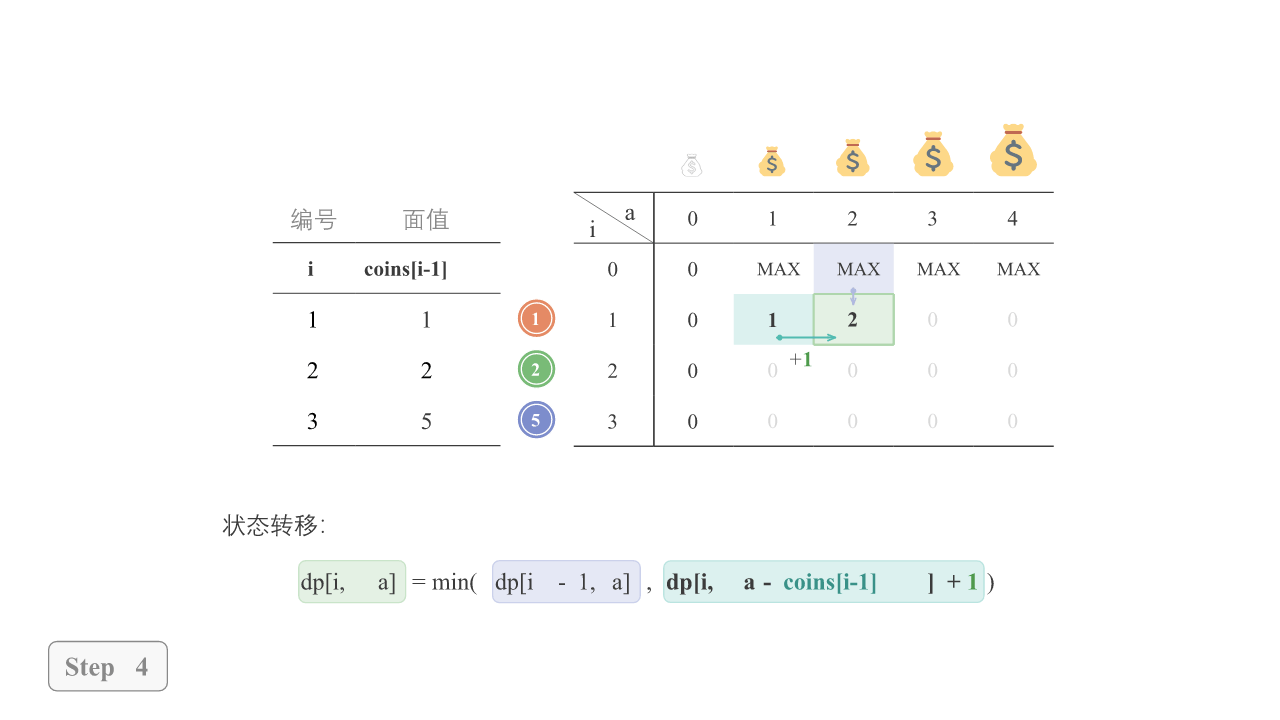 编号 面值
i coins[i-1]
1 1 1
2 2 2
3 5 5
$ $ $ $ $
i a 0 1 2 3 4
0 0 MAX MAX MAX MAX
1 0 1 2 0 0
+1
2 0 0 0 0 0
3 0 0 0 0 0
状态转移：
dp[i, a] = min( dp[i - 1, a] , dp[i, a - coins[i-1] ] + 1 )
Step 4